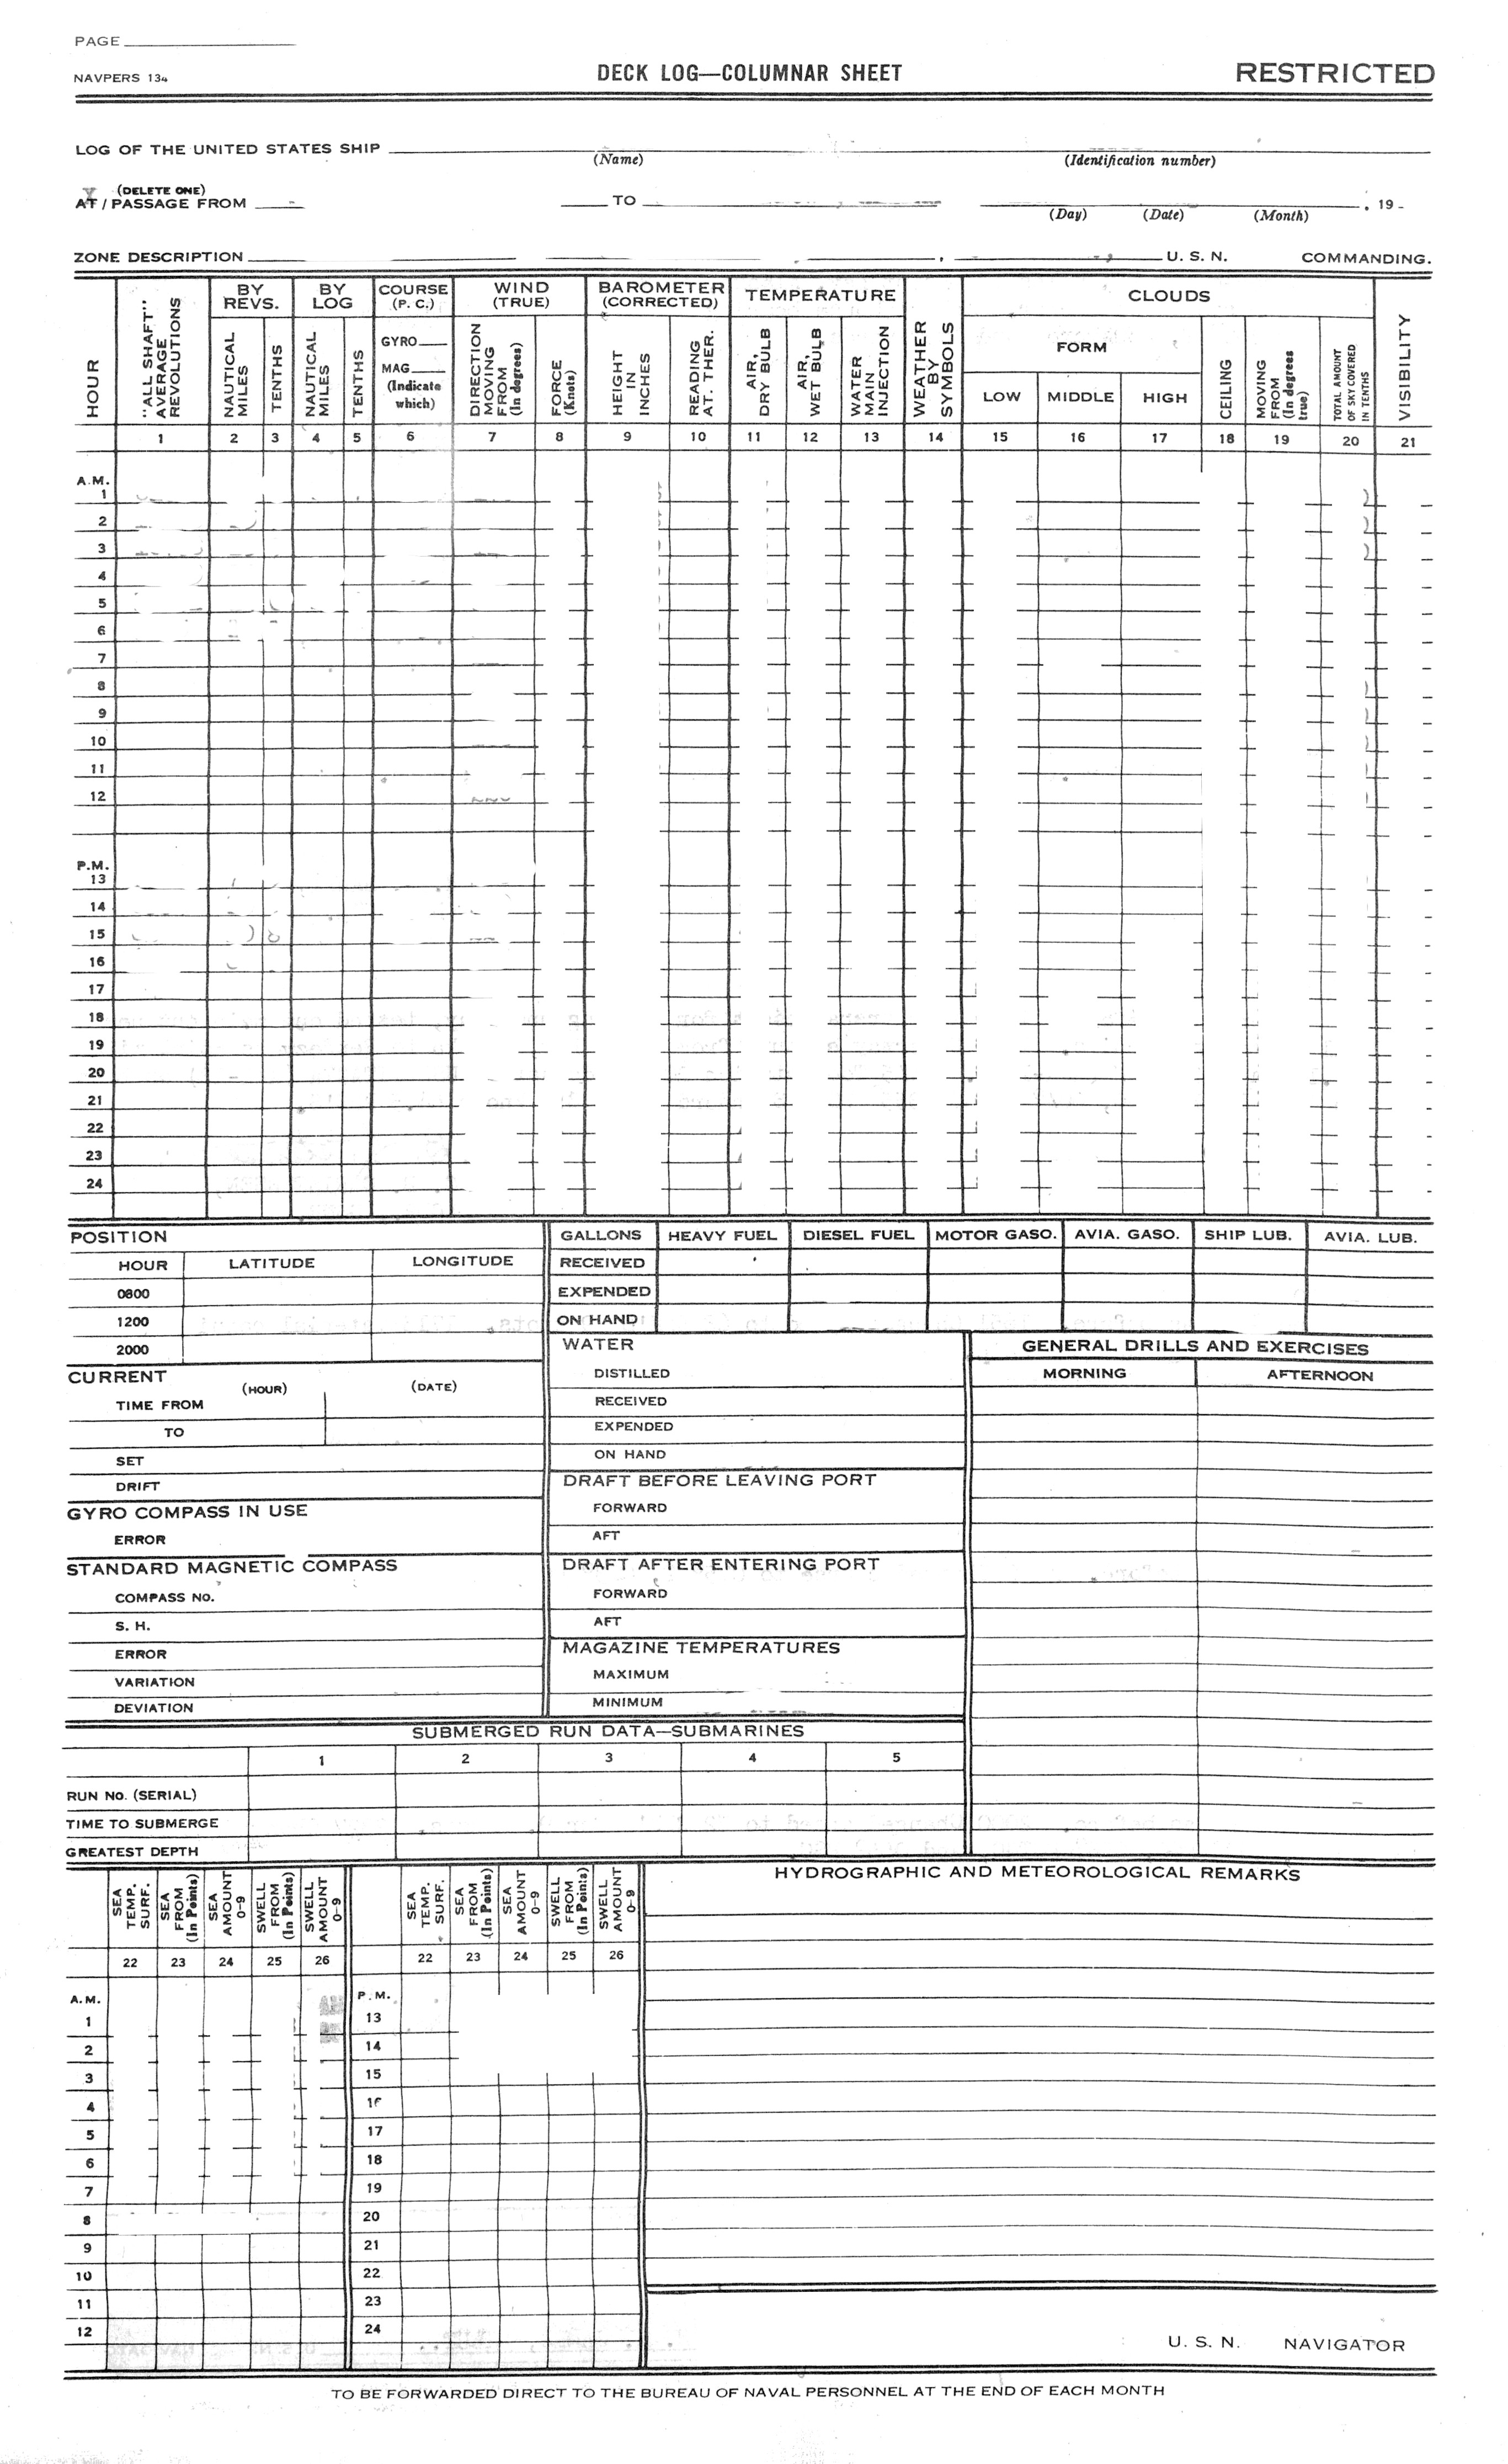 PAGE
NAVPERS 134
DECK LOG—COLUMNAR SHEET
RESTRICTED
LOG OF THE UNITED STATES SHIP
(Name) (Identification number)
(DELETE ONE)
AT / PASSAGE FROM TO , 19
(Day) (Date) (Month)
ZONE DESCRIPTION , U. S. N. COMMANDING.
HOUR
"ALL SHAFT" AVERAGE REVOLUTIONS
BY REVS.
NAUTICAL MILES
TENTHS
BY LOG
NAUTICAL MILES
TENTHS
COURSE (P. C.)
GYRO
MAG
(Indicate which)
WIND (TRUE)
DIRECTION MOVING FROM (In degrees)
FORCE (Knots)
BAROMETER (CORRECTED)
HEIGHT IN INCHES
READING AT. THER.
TEMPERATURE
AIR, DRY BULB
AIR, WET BULB
WATER MAIN INJECTION
WEATHER BY SYMBOLS
CLOUDS
FORM
LOW MIDDLE HIGH
CEILING
MOVING FROM (In degrees true)
TOTAL AMOUNT OF SKY COVERED IN TENTHS
VISIBILITY
1 2 3 4 5 6 7 8 9 10 11 12 13 14 15 16 17 18 19 20 21
A.M.
1
2
3
4
5
6
7
8
9
10
11
12
P.M.
13
14
15
16
17
18
19
20
21
22
23
24
POSITION
HOUR LATITUDE LONGITUDE
0800
1200
2000
CURRENT
(HOUR) (DATE)
TIME FROM
TO
SET
DRIFT
GYRO COMPASS IN USE
ERROR
STANDARD MAGNETIC COMPASS
COMPASS No.
S. H.
ERROR
VARIATION
DEVIATION
GALLONS HEAVY FUEL DIESEL FUEL MOTOR GASO. AVIA. GASO. SHIP LUB. AVIA. LUB.
RECEIVED
EXPENDED
ON HAND
WATER
DISTILLED
RECEIVED
EXPENDED
ON HAND
DRAFT BEFORE LEAVING PORT
FORWARD
AFT
DRAFT AFTER ENTERING PORT
FORWARD
AFT
MAGAZINE TEMPERATURES
MAXIMUM
MINIMUM
GENERAL DRILLS AND EXERCISES
MORNING AFTERNOON
SUBMERGED RUN DATA—SUBMARINES
1 2 3 4 5
RUN No. (SERIAL)
TIME TO SUBMERGE
GREATEST DEPTH
SEA TEMP. SURF.
SEA FROM (In Points)
SEA AMOUNT 0-9
SWELL FROM (In Points)
SWELL AMOUNT 0-9
22 23 24 25 26
A.M.
1
2
3
4
5
6
7
8
9
10
11
12
SEA TEMP. SURF.
SEA FROM (In Points)
SEA AMOUNT 0-9
SWELL FROM (In Points)
SWELL AMOUNT 0-9
22 23 24 25 26
P.M.
13
14
15
16
17
18
19
20
21
22
23
24
HYDROGRAPHIC AND METEOROLOGICAL REMARKS
U. S. N. NAVIGATOR
TO BE FORWARDED DIRECT TO THE BUREAU OF NAVAL PERSONNEL AT THE END OF EACH MONTH